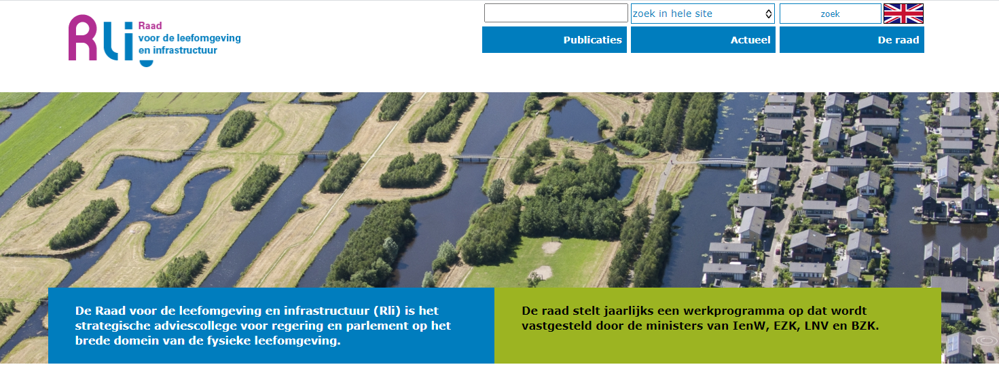 Rli
Raad
voor de leefomgeving
en infrastructuur
zoek in hele site
zoek
Publicaties
Actueel
De raad
De Raad voor de leefomgeving en infrastructuur (Rli) is het
strategische adviescollege voor regering en parlement op het
brede domein van de fysieke leefomgeving.
De raad stelt jaarlijks een werkprogramma op dat wordt
vastgesteld door de ministers van IenW, EZK, LNV en BZK.